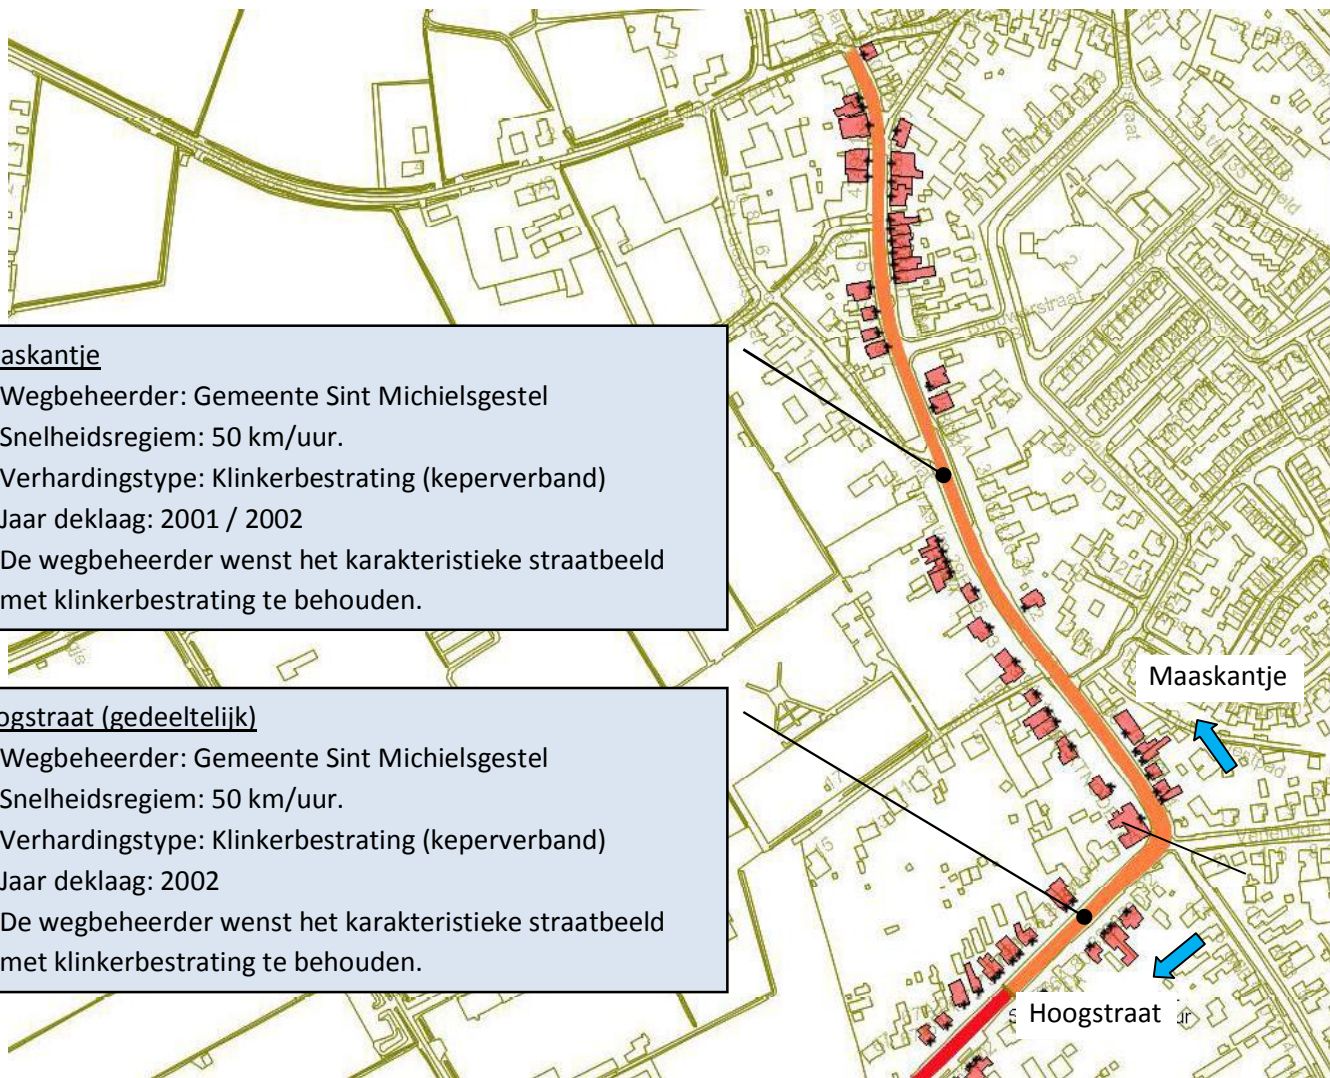 askantje
Wegbeheerder: Gemeente Sint Michielsgestel
Snelheidsregiem: 50 km/uur.
Verhardingstype: Klinkerbestrating (keperverband)
Jaar deklaag: 2001 / 2002
De wegbeheerder wenst het karakteristieke straatbeeld
met klinkerbestrating te behouden.
Maaskantje
ogstraat (gedeeltelijk)
Wegbeheerder: Gemeente Sint Michielsgestel
Snelheidsregiem: 50 km/uur.
Verhardingstype: Klinkerbestrating (keperverband)
Jaar deklaag: 2002
De wegbeheerder wenst het karakteristieke straatbeeld
met klinkerbestrating te behouden.
Hoogstraat